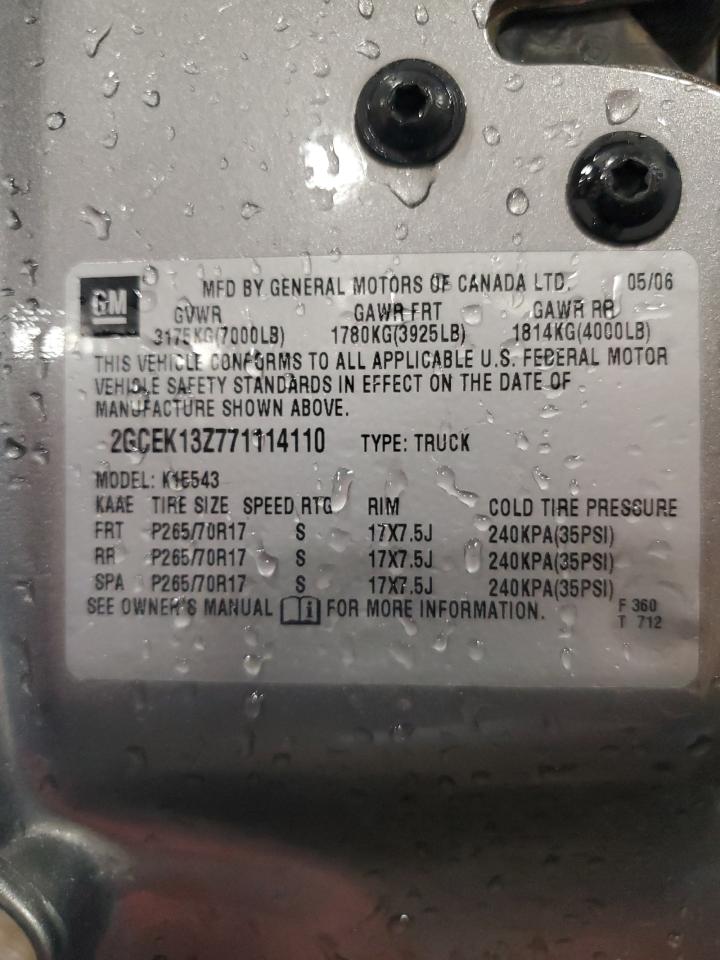 GM
MFD BY GENERAL MOTORS OF CANADA LTD. 05/06
GVWR GAWR FRT GAWR RR
3175KG(7000LB) 1780KG(3925LB) 1814KG(4000LB)
THIS VEHICLE CONFORMS TO ALL APPLICABLE U.S. FEDERAL MOTOR
VEHICLE SAFETY STANDARDS IN EFFECT ON THE DATE OF
MANUFACTURE SHOWN ABOVE.
2GCEK13Z771114110 TYPE: TRUCK
MODEL: K15543
KAAE TIRE SIZE SPEED RTG RIM COLD TIRE PRESSURE
FRT P265/70R17 S 17X7.5J 240KPA(35PSI)
RR P265/70R17 S 17X7.5J 240KPA(35PSI)
SPA P265/70R17 S 17X7.5J 240KPA(35PSI)
SEE OWNER'S MANUAL i FOR MORE INFORMATION.
F 360
T 712